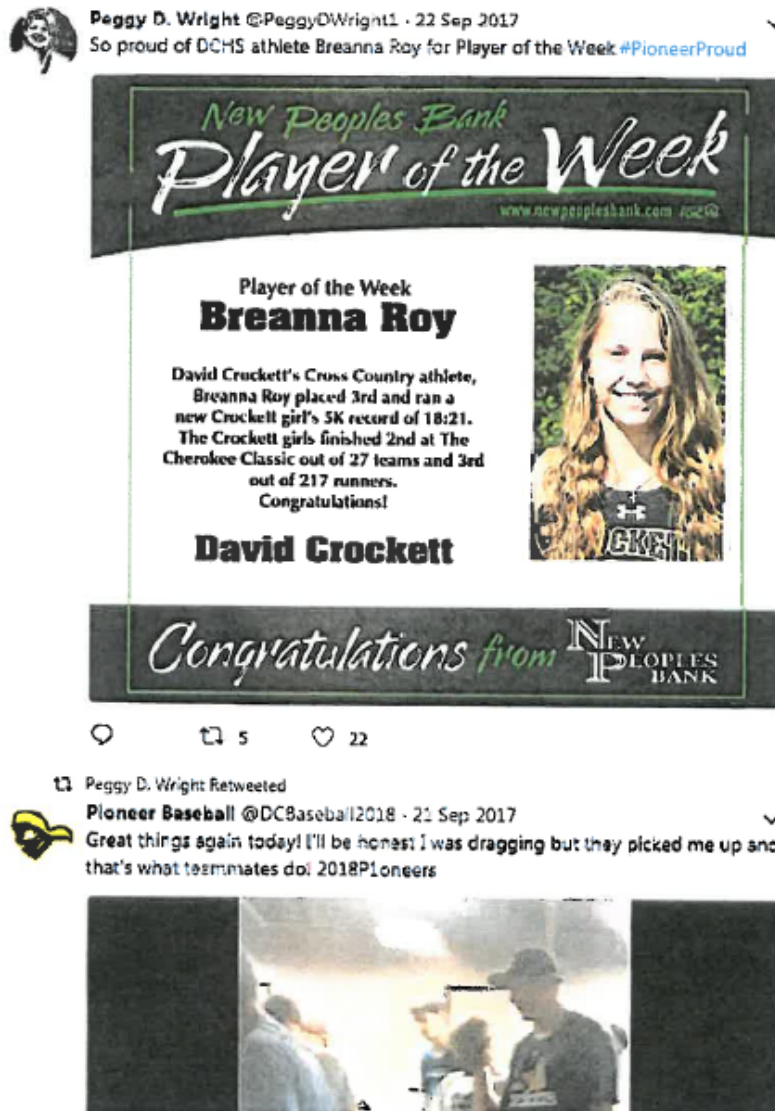 Peggy D. Wright @PeggyDWright1 · 22 Sep 2017
So proud of DCHS athlete Breanna Roy for Player of the Week #PioneerProud
New Peoples Bank
Player of the Week
www.newpeoplesbank.com
Player of the Week
Breanna Roy
David Crockett's Cross Country athlete,
Breanna Roy placed 3rd and ran a
new Crockett girl's 5K record of 18:21.
The Crockett girls finished 2nd at The
Cherokee Classic out of 27 teams and 3rd
out of 217 runners.
Congratulations!
David Crockett
CKET
Congratulations from NEW PEOPLES BANK
5 22
Peggy D. Wright Retweeted
Pioneer Baseball @DCBaseball2018 · 21 Sep 2017
Great things again today! I'll be honest I was dragging but they picked me up and
that's what teammates do! 2018P1oneers